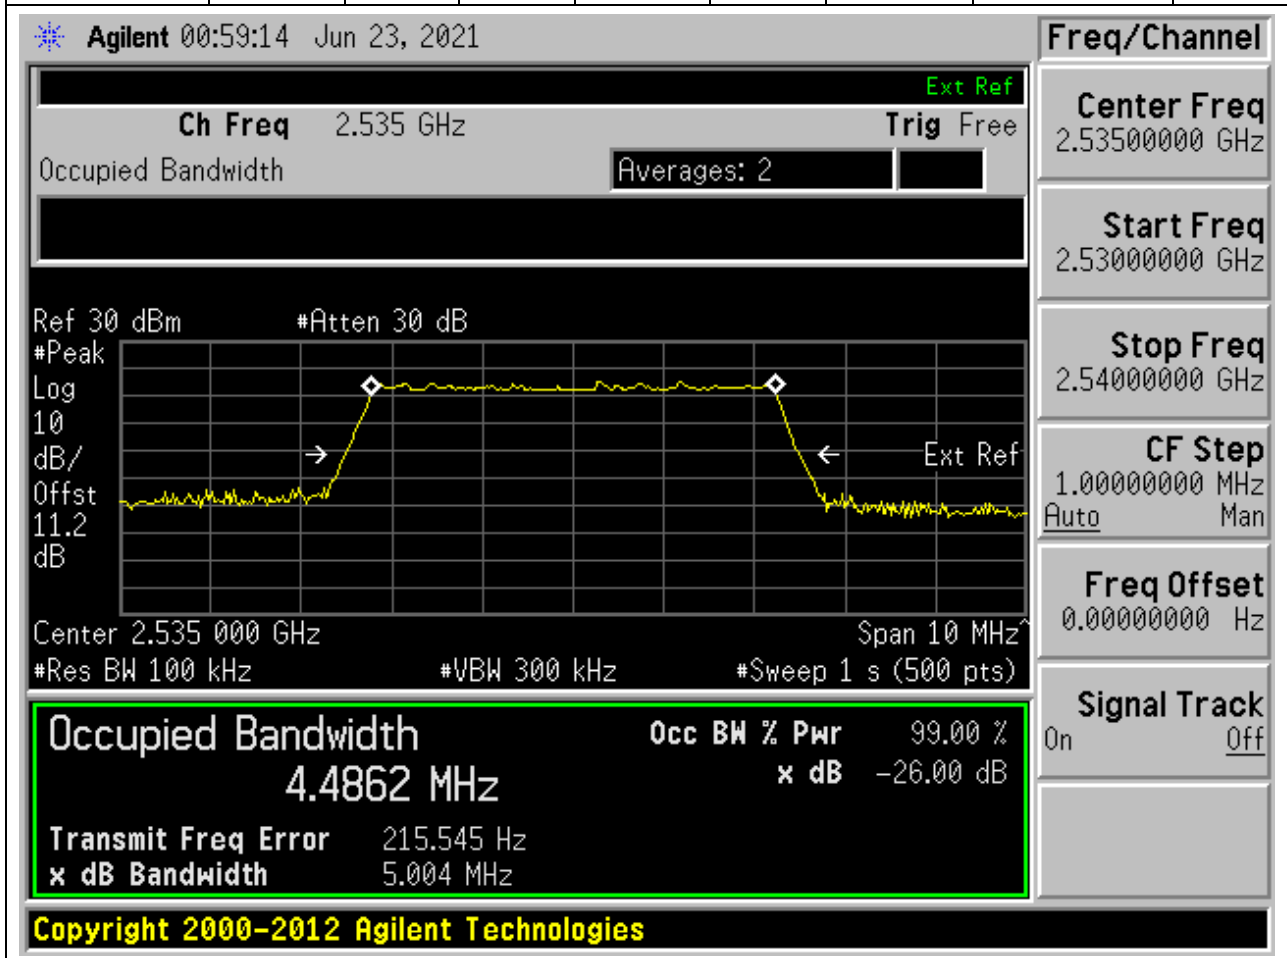 Agilent 00:59:14 Jun 23, 2021
Freq/Channel
Ext Ref
Ch Freq 2.535 GHz Trig Free
Occupied Bandwidth Averages: 2
Center Freq
2.53500000 GHz
Start Freq
2.53000000 GHz
Stop Freq
2.54000000 GHz
CF Step
1.00000000 MHz
Auto Man
Freq Offset
0.00000000 Hz
Signal Track
On Off
Ref 30 dBm #Atten 30 dB
#Peak
Log
10
dB/
Offst
11.2
dB
Ext Ref
Center 2.535 000 GHz Span 10 MHz^
#Res BW 100 kHz #VBW 300 kHz #Sweep 1 s (500 pts)
Occupied Bandwidth
4.4862 MHz
Occ BW % Pwr 99.00 %
x dB -26.00 dB
Transmit Freq Error 215.545 Hz
x dB Bandwidth 5.004 MHz
Copyright 2000-2012 Agilent Technologies